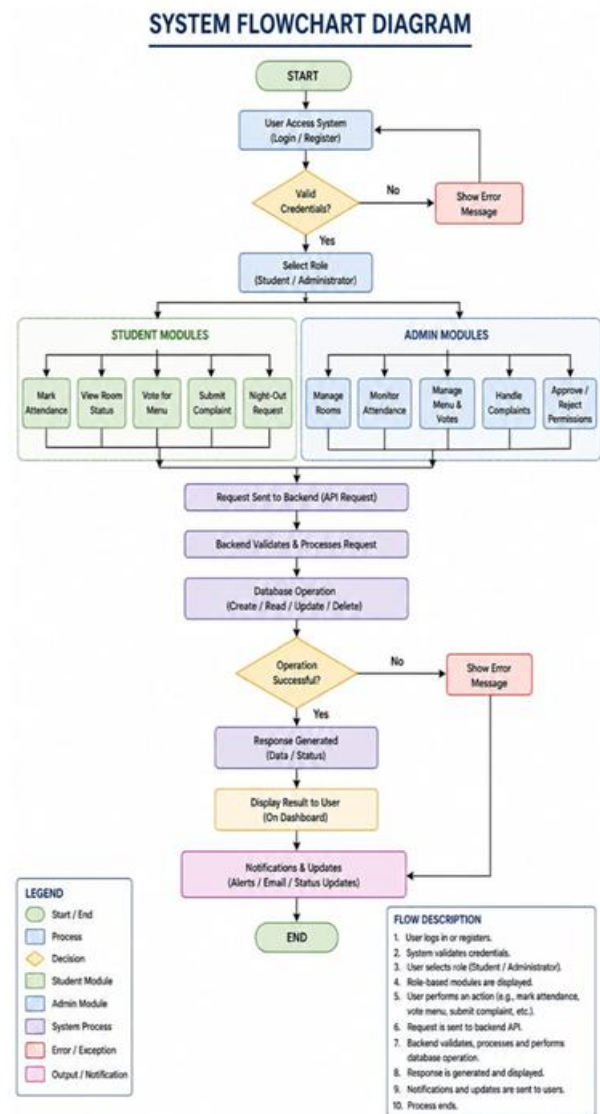 SYSTEM FLOWCHART DIAGRAM
START
User Access System
(Login / Register)
Valid
Credentials?
No
Show Error
Message
Yes
Select Role
(Student / Administrator)
STUDENT MODULES
Mark
Attendance
View Room
Status
Vote for
Menu
Submit
Complaint
Night-Out
Request
ADMIN MODULES
Manage
Rooms
Monitor
Attendance
Manage
Menu &
Votes
Handle
Complaints
Approve /
Reject
Permissions
Request Sent to Backend (API Request)
Backend Validates & Processes Request
Database Operation
(Create / Read / Update / Delete)
Operation
Successful?
No
Show Error
Message
Yes
Response Generated
(Data / Status)
Display Result to User
(On Dashboard)
Notifications & Updates
(Alerts / Email / Status Updates)
END
LEGEND
Start / End
Process
Decision
Student Module
Admin Module
System Process
Error / Exception
Output / Notification
FLOW DESCRIPTION
1. User logs in or registers.
2. System validates credentials.
3. User selects role (Student / Administrator).
4. Role-based modules are displayed.
5. User performs an action (e.g., mark attendance,
vote menu, submit complaint, etc.).
6. Request is sent to backend API.
7. Backend validates, processes and performs
database operation.
8. Response is generated and displayed.
9. Notifications and updates are sent to users.
10. Process ends.